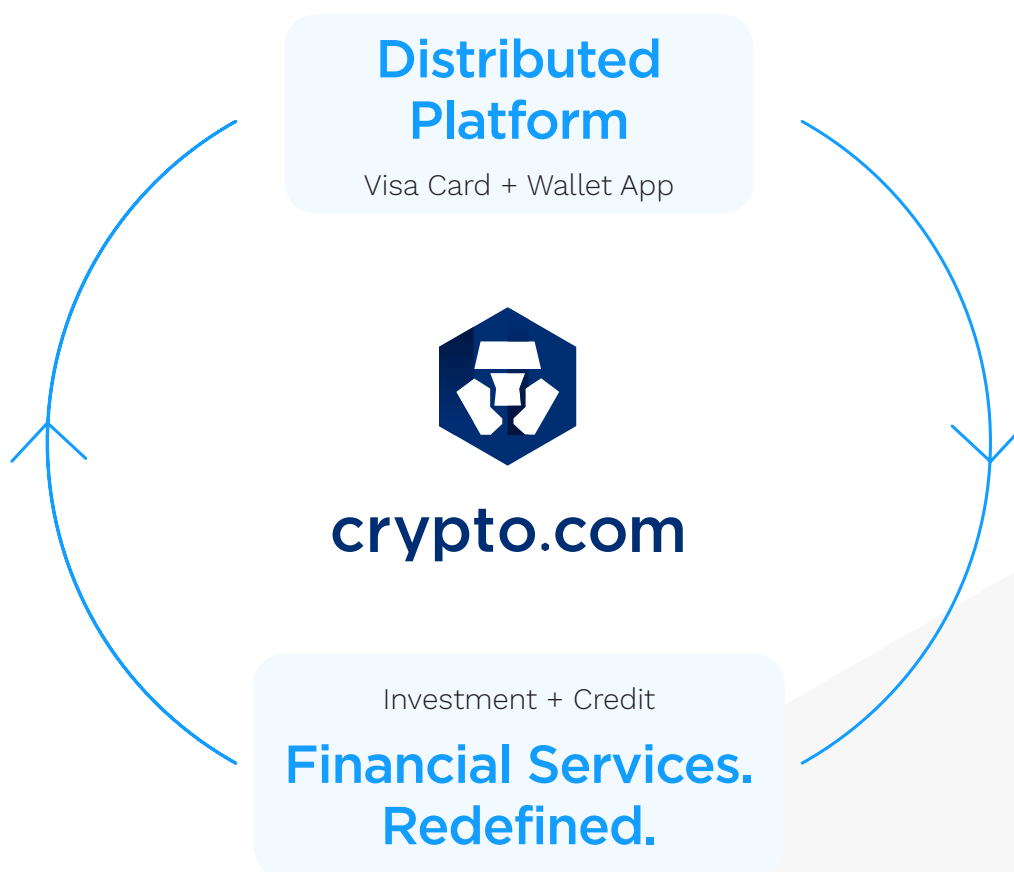 Distributed
Platform
Visa Card + Wallet App
crypto.com
Investment + Credit
Financial Services.
Redefined.